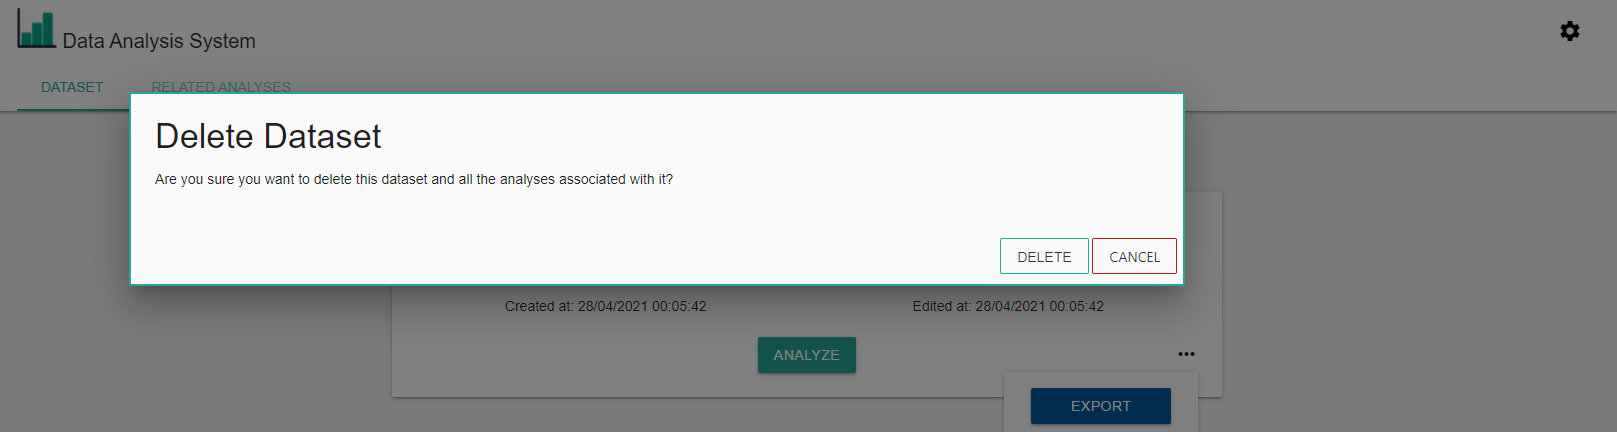 Data Analysis System
DATASET RELATED ANALYSES
Delete Dataset
Are you sure you want to delete this dataset and all the analyses associated with it?
DELETE CANCEL
Created at: 28/04/2021 00:05:42 Edited at: 28/04/2021 00:05:42
ANALYZE
EXPORT